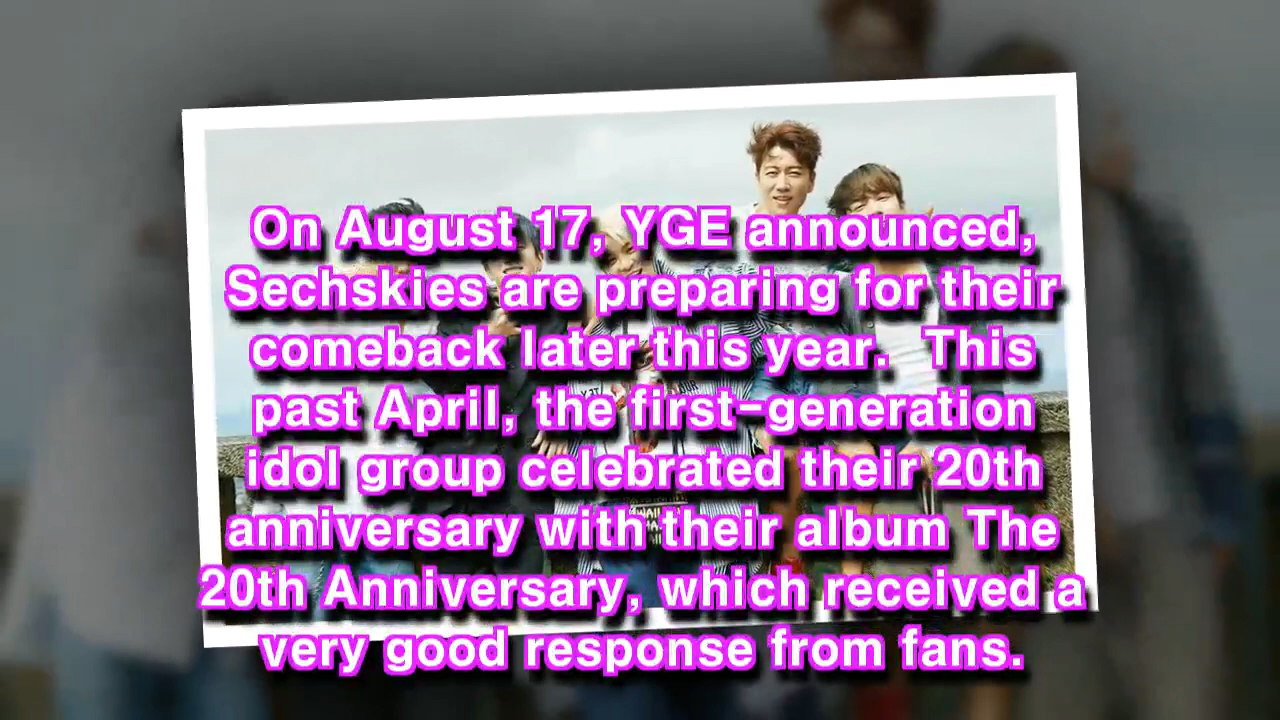 On August 17, YGE announced,
Sechskies are preparing for their
comeback later this year.  This
past April, the first-generation
idol group celebrated their 20th
anniversary with their album The
20th Anniversary, which received a
very good response from fans.